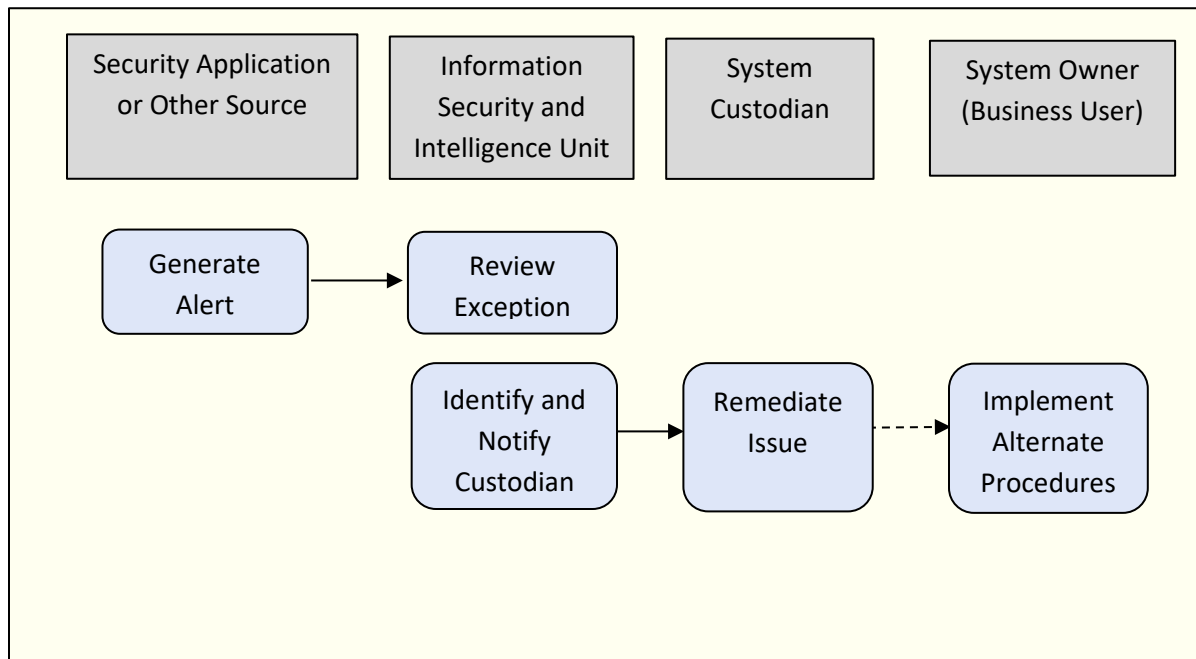 Security Application
or Other Source
Information
Security and
Intelligence Unit
System
Custodian
System Owner
(Business User)
Generate
Alert
Review
Exception
Identify and
Notify
Custodian
Remediate
Issue
Implement
Alternate
Procedures